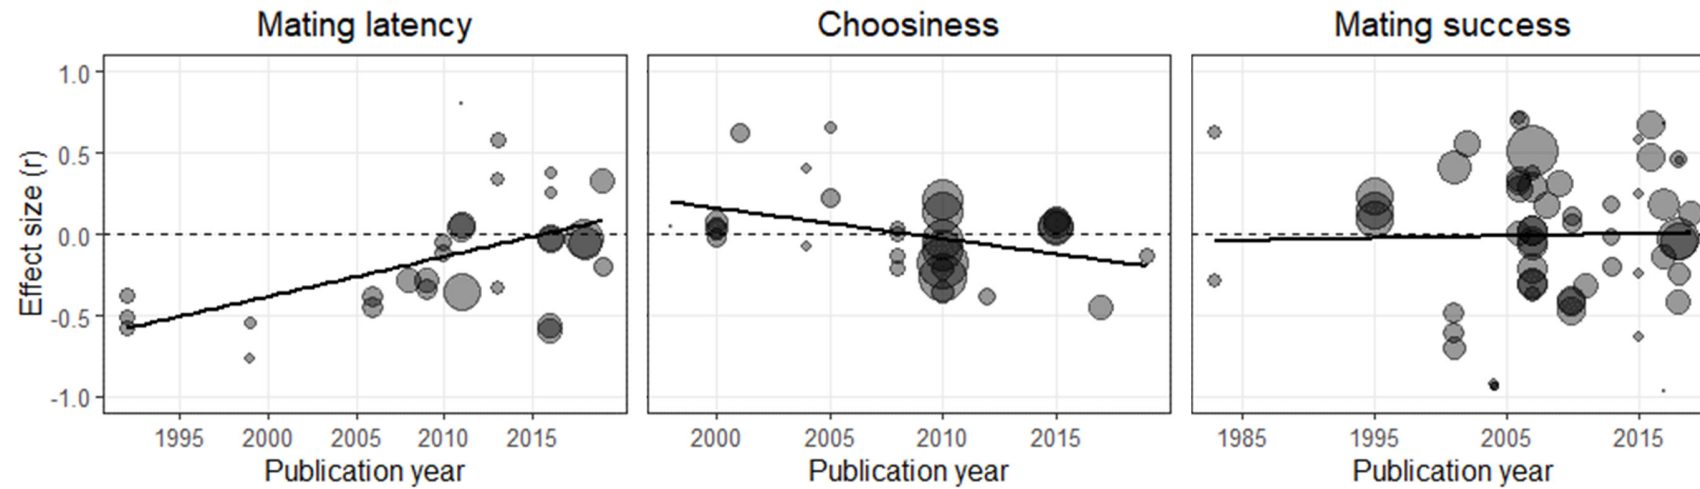 Mating latency
Choosiness
Mating success
Effect size (r)
1.0
0.5
0.0
-0.5
-1.0
1995 2000 2005 2010 2015
2000 2005 2010 2015
1985 1995 2005 2015
Publication year
Publication year
Publication year